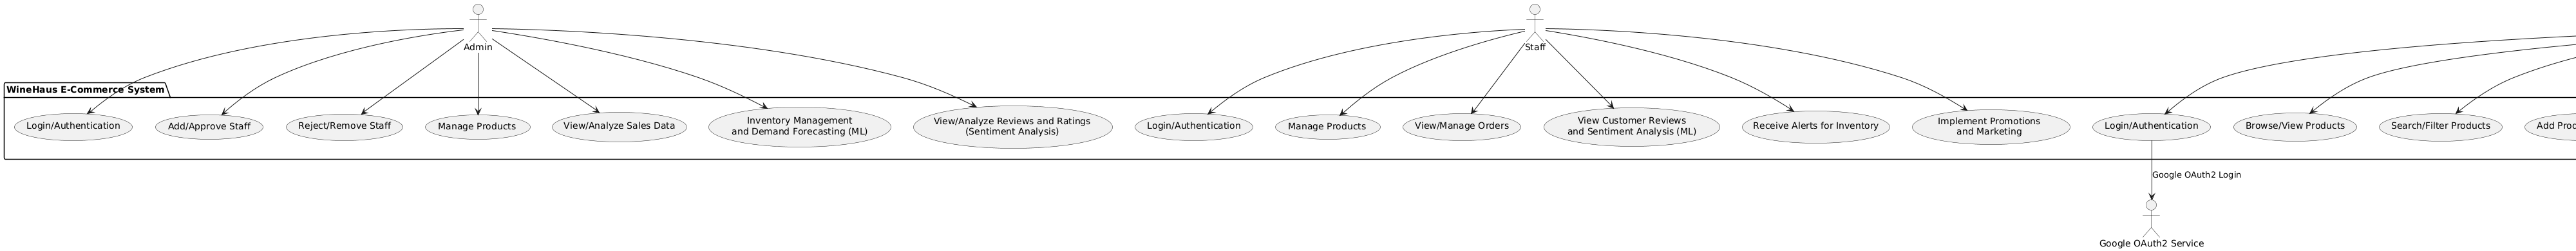 Admin
Staff
WineHaus E-Commerce System
Login/Authentication
Add/Approve Staff
Reject/Remove Staff
Manage Products
View/Analyze Sales Data
Inventory Management
and Demand Forecasting (ML)
View/Analyze Reviews and Ratings
(Sentiment Analysis)
Login/Authentication
Manage Products
View/Manage Orders
View Customer Reviews
and Sentiment Analysis (ML)
Receive Alerts for Inventory
Implement Promotions
and Marketing
Login/Authentication
Browse/View Products
Search/Filter Products
Add
Google OAuth2 Login
Google OAuth2 Service